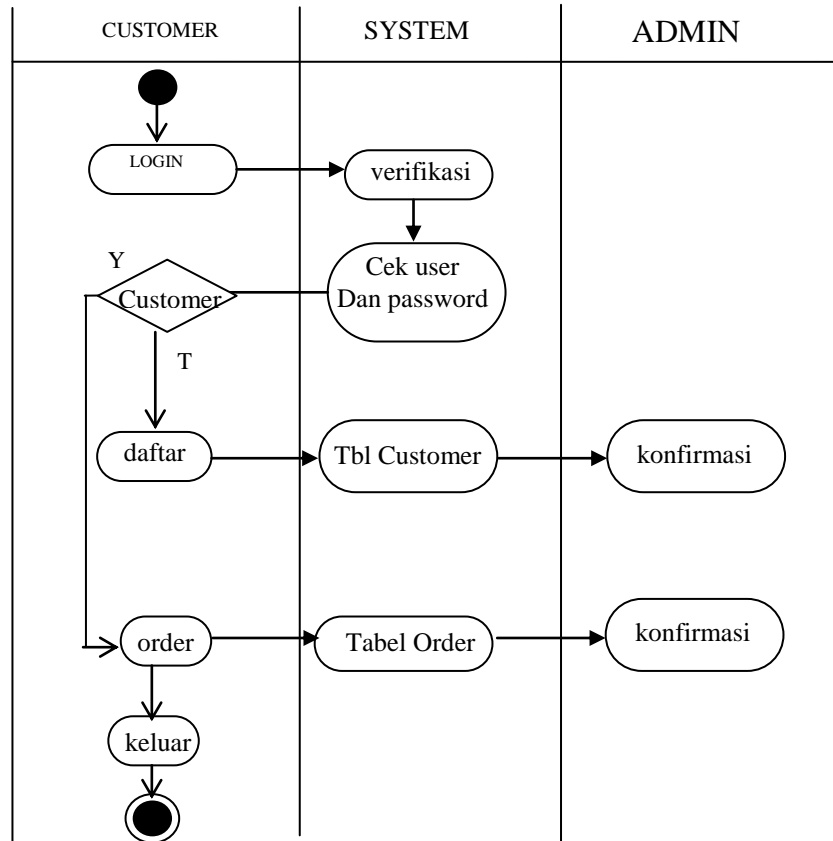 CUSTOMER
SYSTEM
ADMIN
LOGIN
verifikasi
Y
Cek user
Dan password
Customer
T
daftar
Tbl Customer
konfirmasi
order
Tabel Order
konfirmasi
keluar